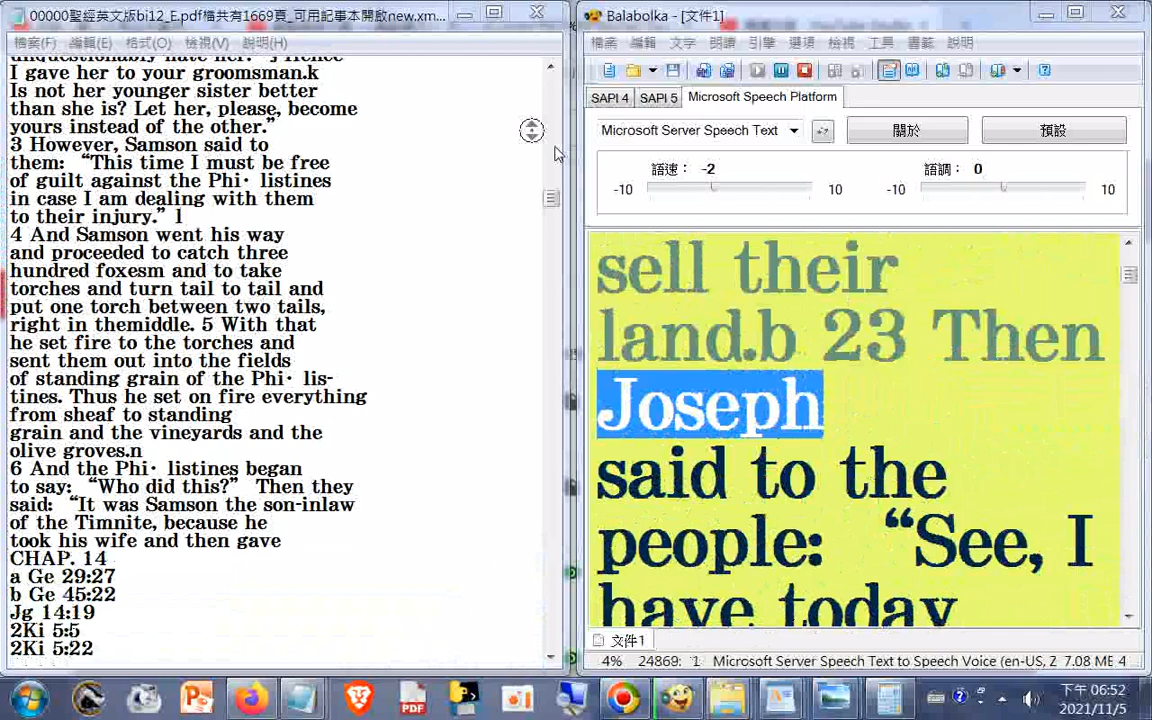 00000聖經英文版bi12_E.pdf檔共有1669頁_可用記事本開啟new.xm...
檔案(F) 編輯(E) 格式(O) 檢視(V) 說明(H)
I gave her to your groomsman.k
Is not her younger sister better
than she is? Let her, please, become
yours instead of the other.”
3 However, Samson said to
them: “This time I must be free
of guilt against the Phi· listines
in case I am dealing with them
to their injury.” l
4 And Samson went his way
and proceeded to catch three
hundred foxesm and to take
torches and turn tail to tail and
put one torch between two tails,
right in themiddle. 5 With that
he set fire to the torches and
sent them out into the fields
of standing grain of the Phi· lis-
tines. Thus he set on fire everything
from sheaf to standing
grain and the vineyards and the
olive groves.n
6 And the Phi· listines began
to say: “Who did this?” Then they
said: “It was Samson the son-inlaw
of the Timnite, because he
took his wife and then gave
CHAP. 14
a Ge 29:27
b Ge 45:22
Jg 14:19
2Ki 5:5
2Ki 5:22
Balabolka - [文件1]
檔案 編輯 文字 朗讀 引擎 選項 檢視 工具 書籤 說明
SAPI 4 SAPI 5 Microsoft Speech Platform
Microsoft Server Speech Text 關於 預設
語速： -2 語調： 0
-10 10 -10 10
sell their
land.b 23 Then
Joseph
said to the
people: “See, I
have today
文件1
4% 24869: 1 Microsoft Server Speech Text to Speech Voice (en-US, Z 7.08 ME 4
下午 06:52
2021/11/5